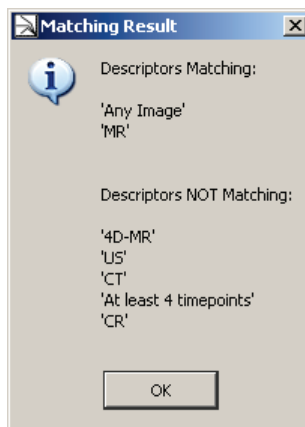 Matching Result
Descriptors Matching:
'Any Image'
'MR'
Descriptors NOT Matching:
'4D-MR'
'US'
'CT'
'At least 4 timepoints'
'CR'
OK